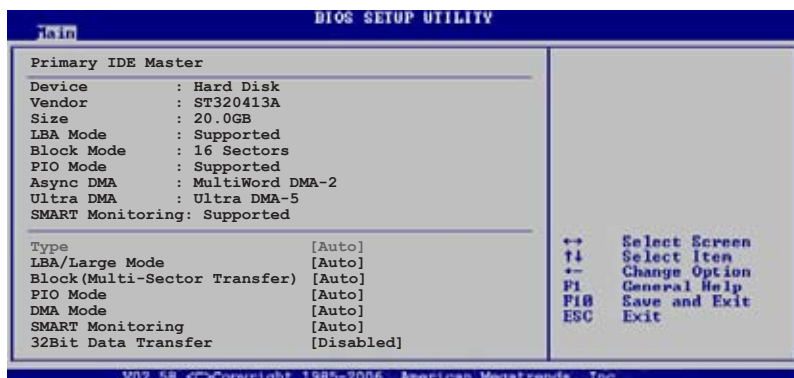 BIOS SETUP UTILITY
Main
Primary IDE Master
Device : Hard Disk
Vendor : ST320413A
Size : 20.0GB
LBA Mode : Supported
Block Mode : 16 Sectors
PIO Mode : Supported
Async DMA : MultiWord DMA-2
Ultra DMA : Ultra DMA-5
SMART Monitoring: Supported
Type [Auto]
LBA/Large Mode [Auto]
Block(Multi-Sector Transfer) [Auto]
PIO Mode [Auto]
DMA Mode [Auto]
SMART Monitoring [Auto]
32Bit Data Transfer [Disabled]
↔ Select Screen
↑↓ Select Item
+- Change Option
F1 General Help
F10 Save and Exit
ESC Exit
V02.58 <C>Copyright 1985-2006, American Megatrends, Inc.